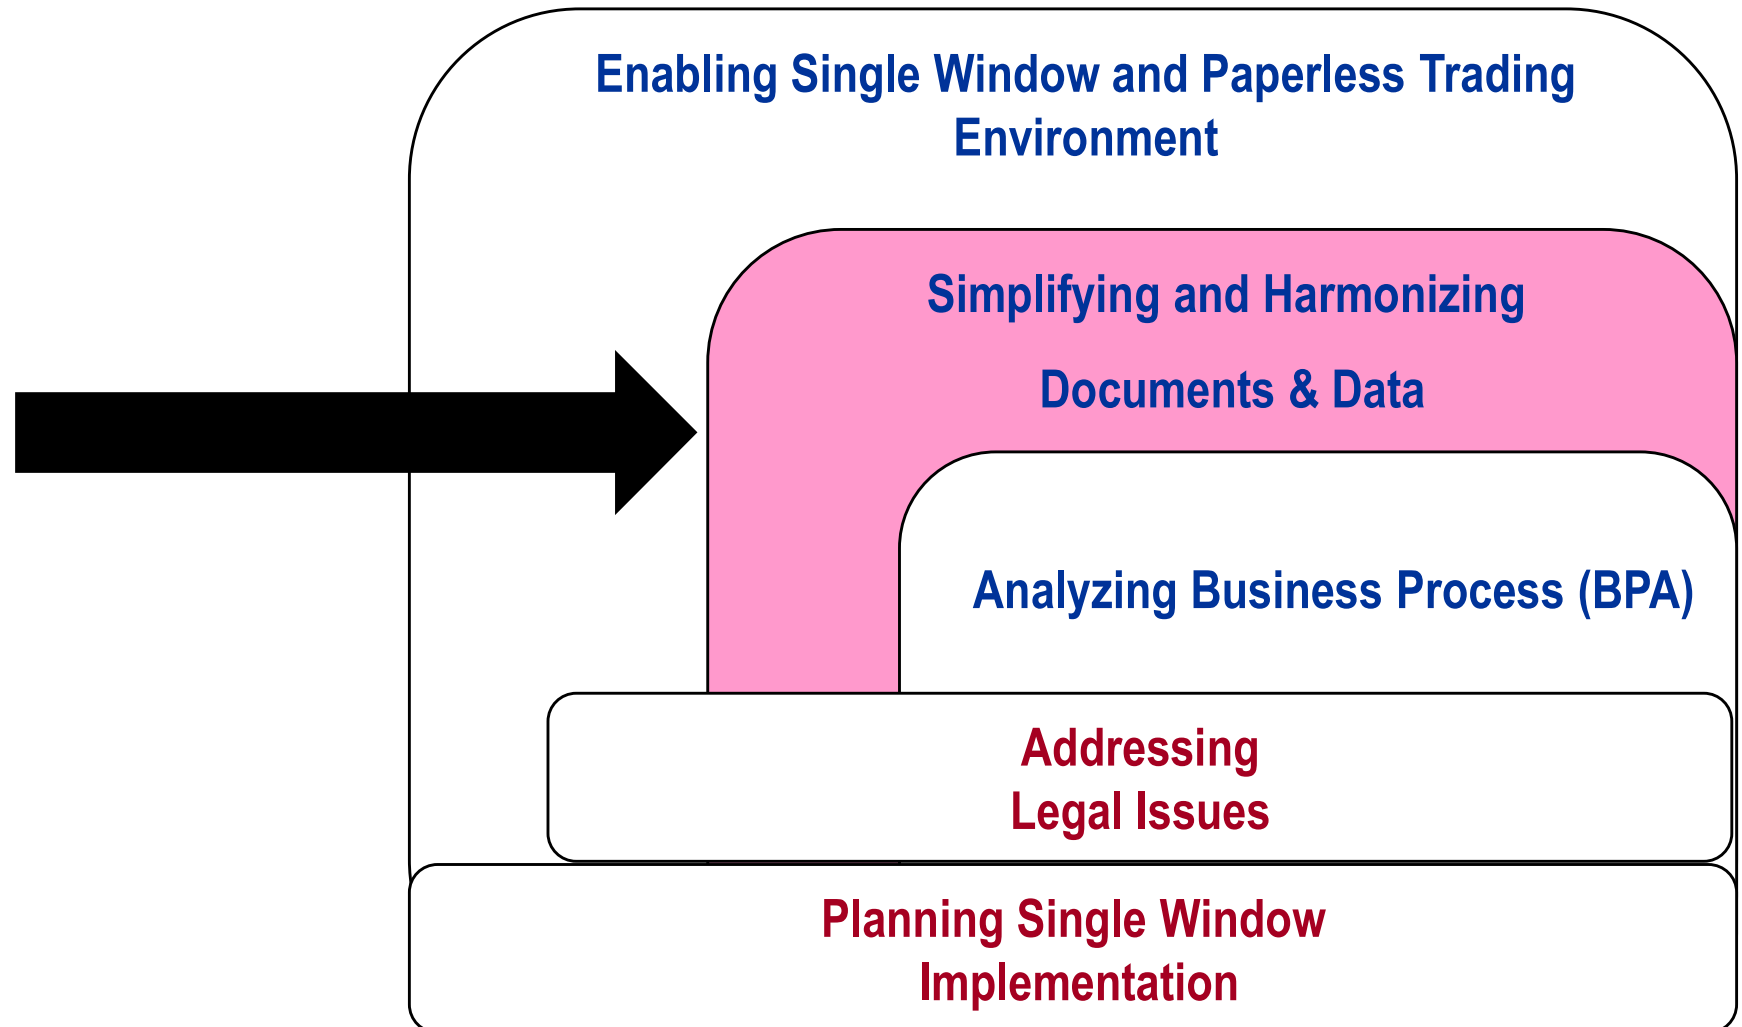 Enabling Single Window and Paperless Trading
Environment
Simplifying and Harmonizing
Documents & Data
Analyzing Business Process (BPA)
Addressing
Legal Issues
Planning Single Window
Implementation